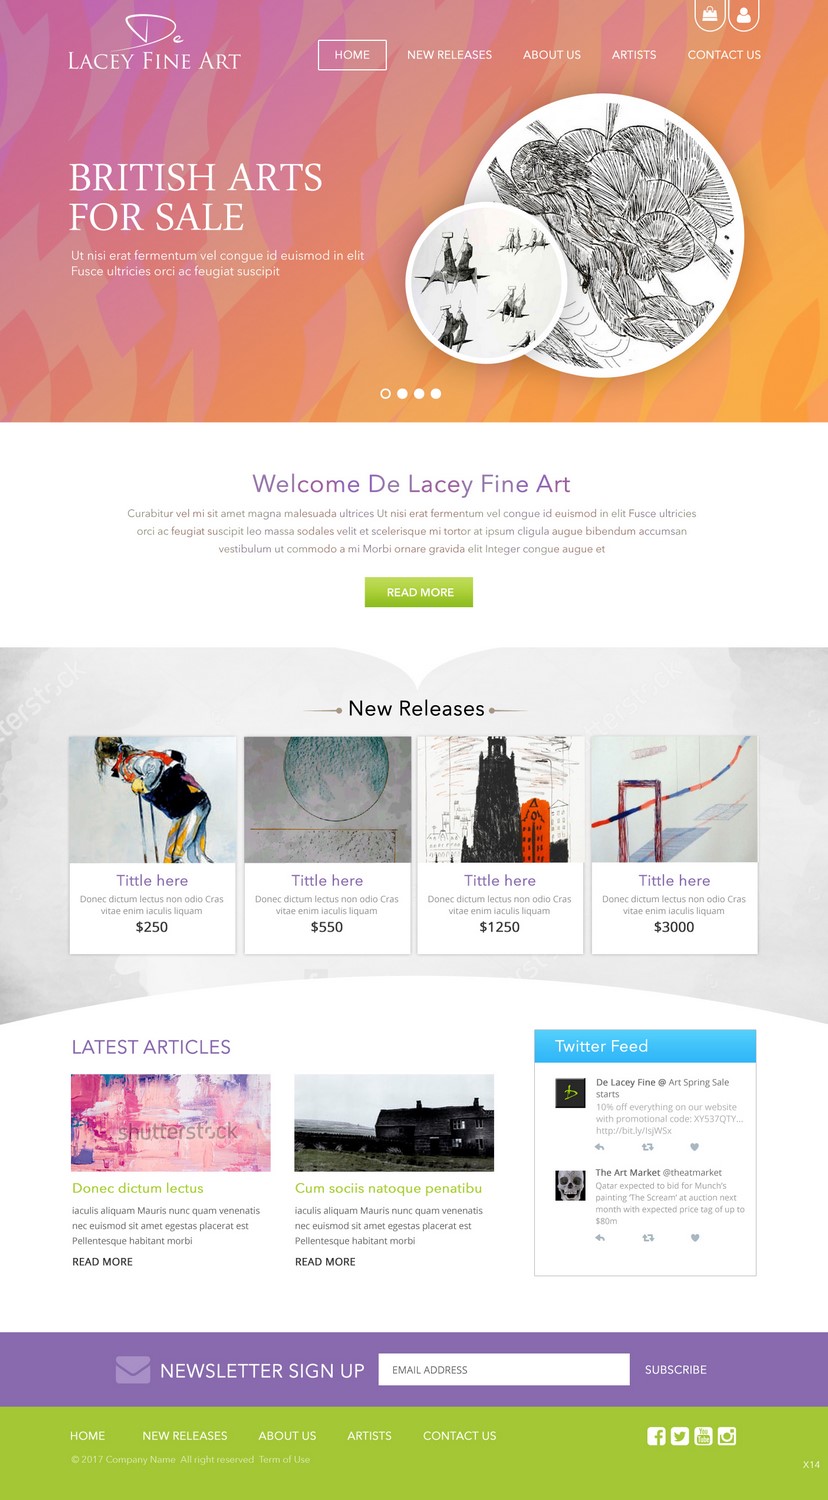 De
LACEY FINE ART
HOME NEW RELEASES ABOUT US ARTISTS CONTACT US
BRITISH ARTS
FOR SALE
Ut nisi erat fermentum vel congue id euismod in elit
Fusce ultricies orci ac feugiat suscipit
Welcome De Lacey Fine Art
Curabitur vel mi sit amet magna malesuada ultrices Ut nisi erat fermentum vel congue id euismod in elit Fusce ultricies
orci ac feugiat suscipit leo massa sodales velit et scelerisque mi tortor at ipsum cligula augue bibendum accumsan
vestibulum ut commodo a mi Morbi ornare gravida elit Integer congue augue et
READ MORE
New Releases
Tittle here
Donec dictum lectus non odio Cras
vitae enim iaculis liquam
$250
Tittle here
Donec dictum lectus non odio Cras
vitae enim iaculis liquam
$550
Tittle here
Donec dictum lectus non odio Cras
vitae enim iaculis liquam
$1250
Tittle here
Donec dictum lectus non odio Cras
vitae enim iaculis liquam
$3000
LATEST ARTICLES
shutterstock
Donec dictum lectus
iaculis aliquam Mauris nunc quam venenatis
nec euismod sit amet egestas placerat est
Pellentesque habitant morbi
READ MORE
Cum sociis natoque penatibu
iaculis aliquam Mauris nunc quam venenatis
nec euismod sit amet egestas placerat est
Pellentesque habitant morbi
READ MORE
Twitter Feed
De Lacey Fine @ Art Spring Sale
starts
10% off everything on our website
with promotional code: XY537QTY...
http://bit.ly/IsjWSx
The Art Market @theatmarket
Qatar expected to bid for Munch's
painting 'The Scream' at auction next
month with expected price tag of up to
$80m
NEWSLETTER SIGN UP EMAIL ADDRESS SUBSCRIBE
HOME NEW RELEASES ABOUT US ARTISTS CONTACT US
© 2017 Company Name All right reserved Term of Use
You
Tube
X14